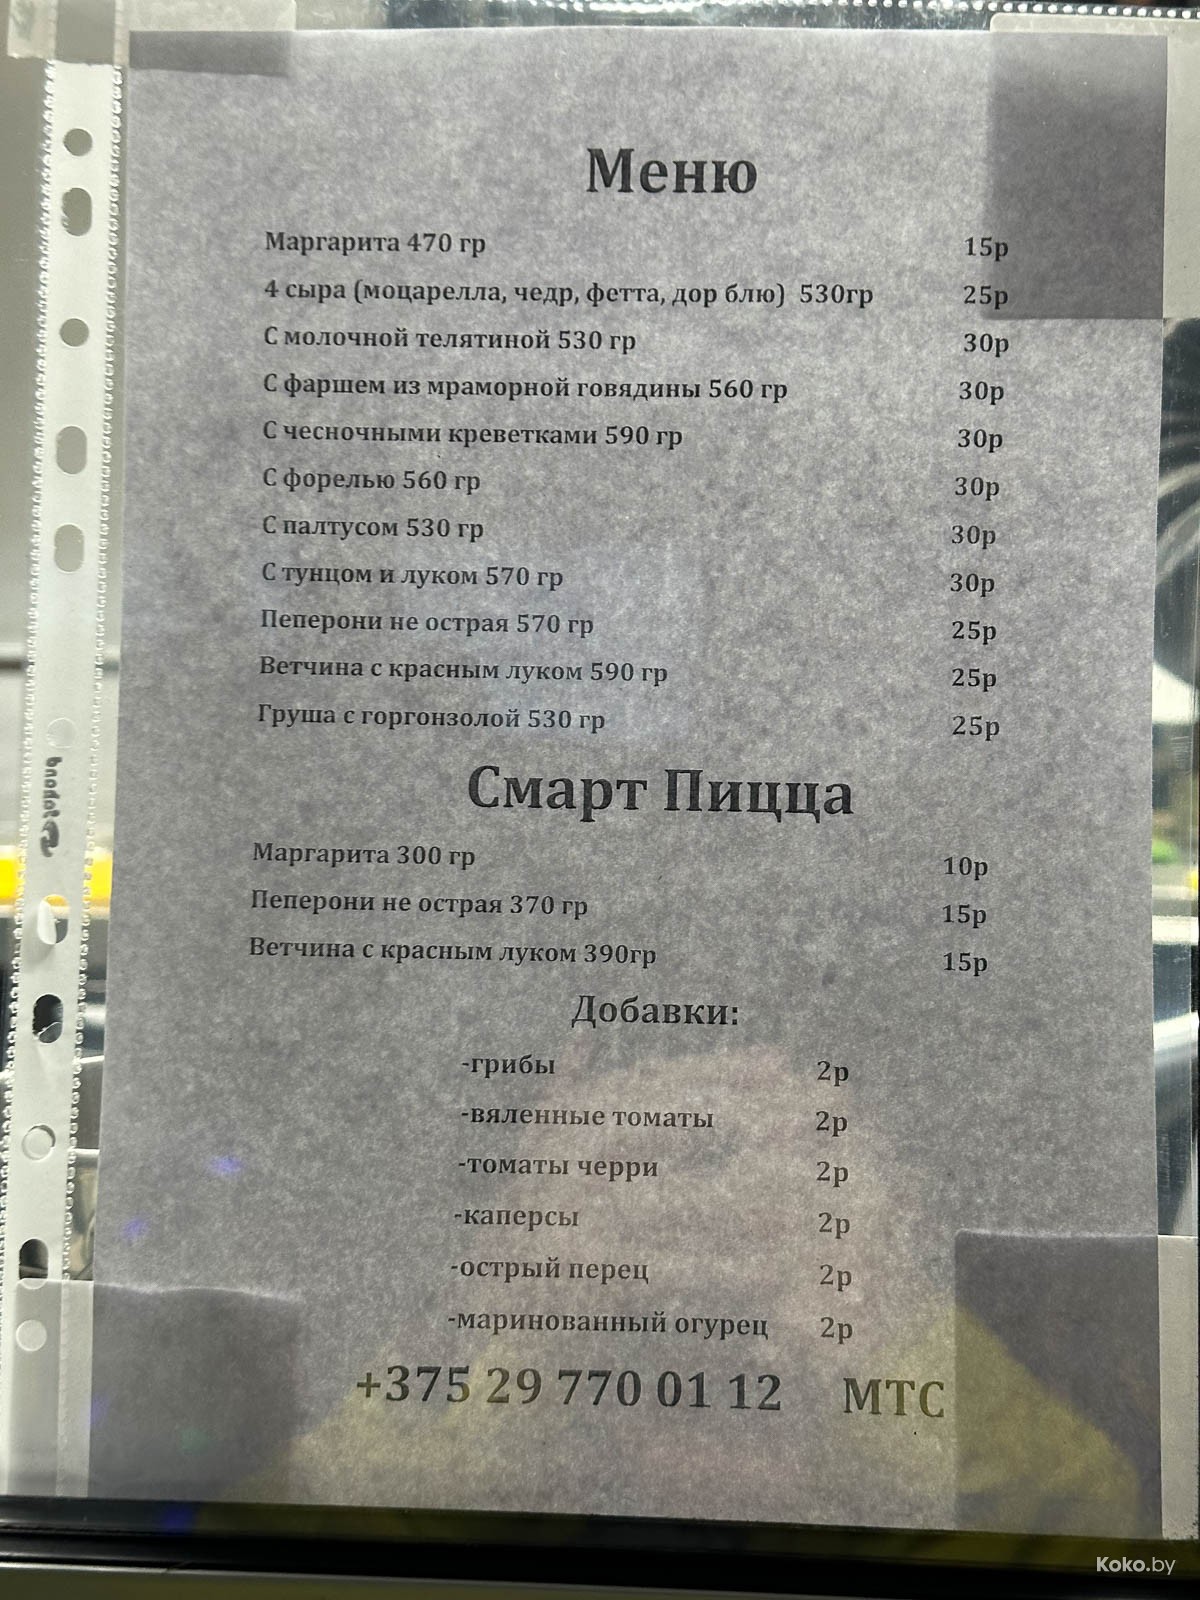 Меню
Маргарита 470 гр 15р
4 сыра (моцарелла, чедр, фетта, дор блю) 530гр 25р
С молочной телятиной 530 гр 30р
С фаршем из мраморной говядины 560 гр 30р
С чесночными креветками 590 гр 30р
С форелью 560 гр 30р
С палтусом 530 гр 30р
С тунцом и луком 570 гр 30р
Пеперони не острая 570 гр 25р
Ветчина с красным луком 590 гр 25р
Груша с горгонзолой 530 гр 25р
Смарт Пицца
Маргарита 300 гр 10р
Пеперони не острая 370 гр 15р
Ветчина с красным луком 390гр 15р
Добавки:
-грибы 2р
-вяленные томаты 2р
-томаты черри 2р
-каперсы 2р
-острый перец 2р
-маринованный огурец 2р
+375 29 770 01 12 МТС
Koko.by